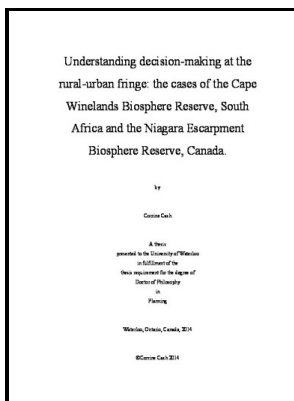 Understanding decision-making at the
rural-urban fringe: the cases of the Cape
Winelands Biosphere Reserve, South
Africa and the Niagara Escarpment
Biosphere Reserve, Canada.
by
Corrine Cash
A thesis
presented to the University of Waterloo
in fulfillment of the
thesis requirement for the degree of
Doctor of Philosophy
in
Planning
Waterloo, Ontario, Canada, 2014
©Corrine Cash 2014